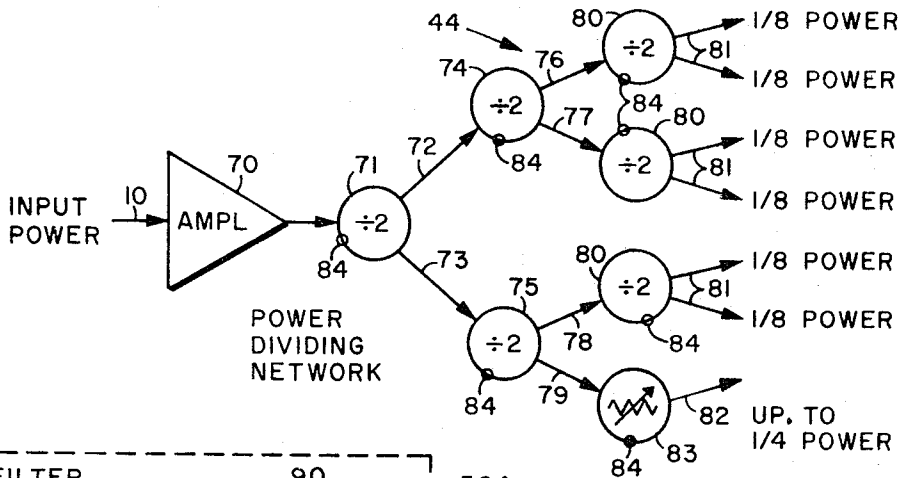 44
80
1/8 POWER
÷2
81
1/8 POWER
74
76
÷2
84
80
77
1/8 POWER
84
÷2
81
1/8 POWER
72
70
71
10
INPUT
POWER
AMPL
÷2
84
73
80
1/8 POWER
÷2
81
1/8 POWER
75
78
84
POWER
DIVIDING
NETWORK
÷2
84
79
82
UP TO
1/4 POWER
84
83
FILTER
90